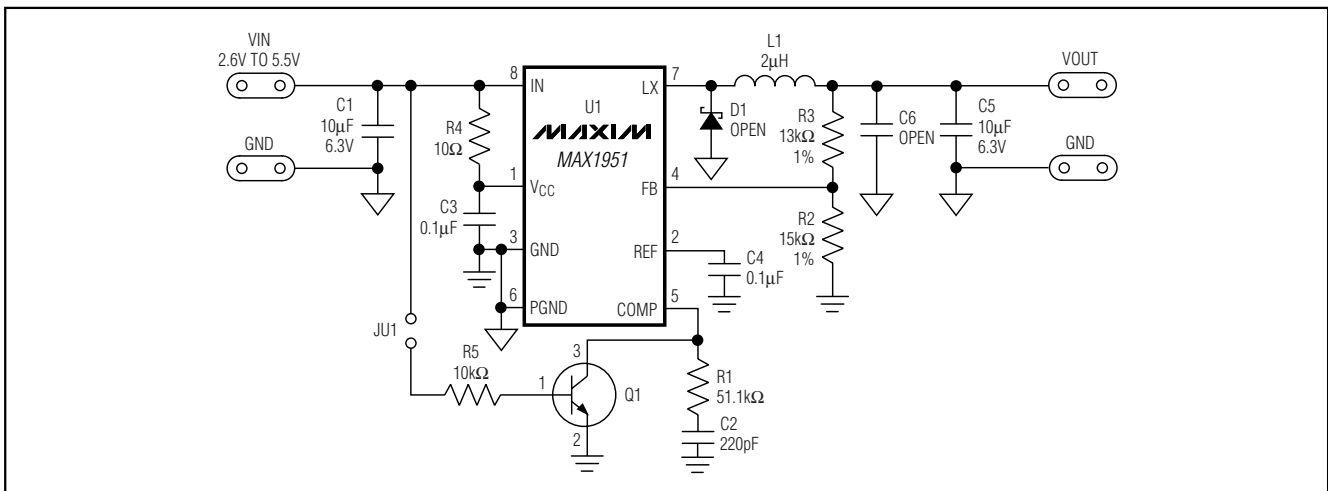 VIN
2.6V TO 5.5V
GND
C1
10µF
6.3V
R4
10Ω
C3
0.1µF
JU1
R5
10kΩ
8
IN
1
VCC
3
GND
6
PGND
U1
MAXIM
MAX1951
7
LX
4
FB
2
REF
5
COMP
L1
2µH
D1
OPEN
R3
13kΩ
1%
R2
15kΩ
1%
C4
0.1µF
C6
OPEN
C5
10µF
6.3V
VOUT
GND
1
3
2
Q1
R1
51.1kΩ
C2
220pF